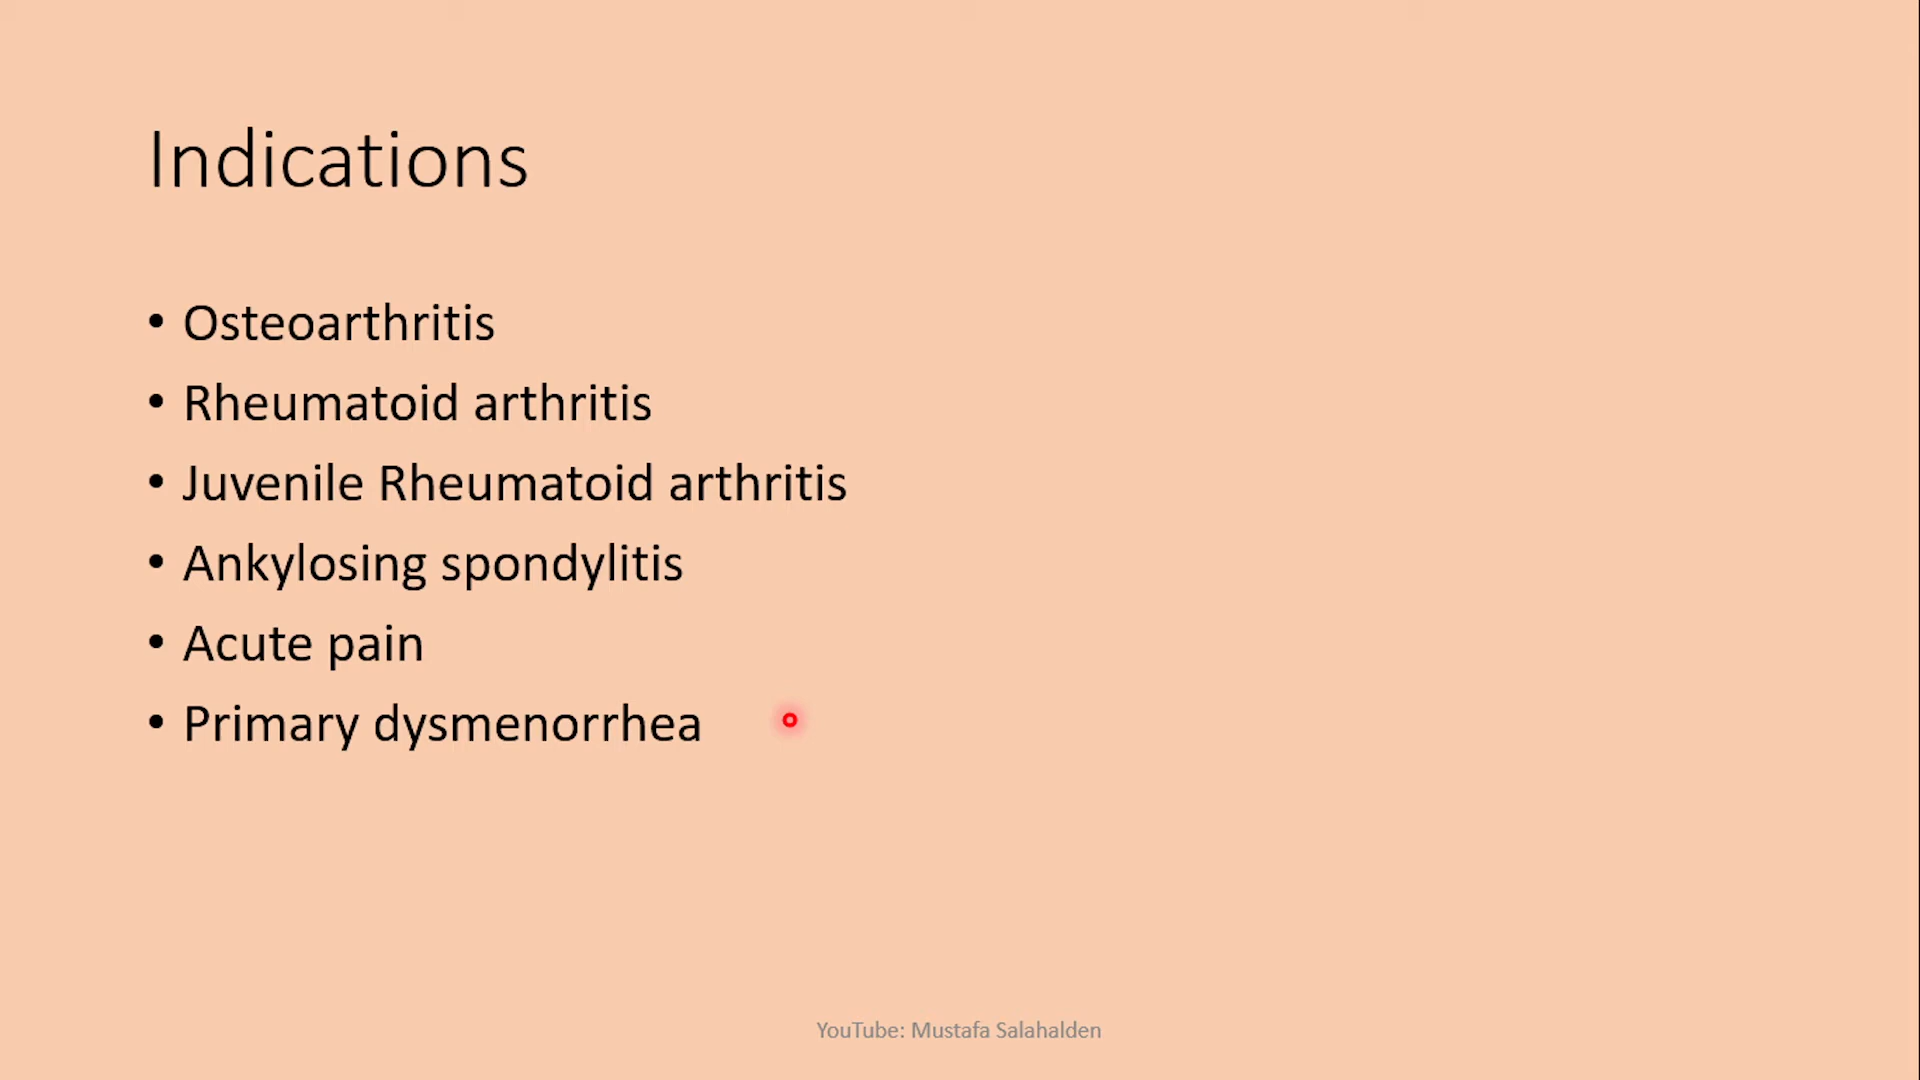 Indications
• Osteoarthritis
• Rheumatoid arthritis
• Juvenile Rheumatoid arthritis
• Ankylosing spondylitis
• Acute pain
• Primary dysmenorrhea
YouTube: Mustafa Salahalden